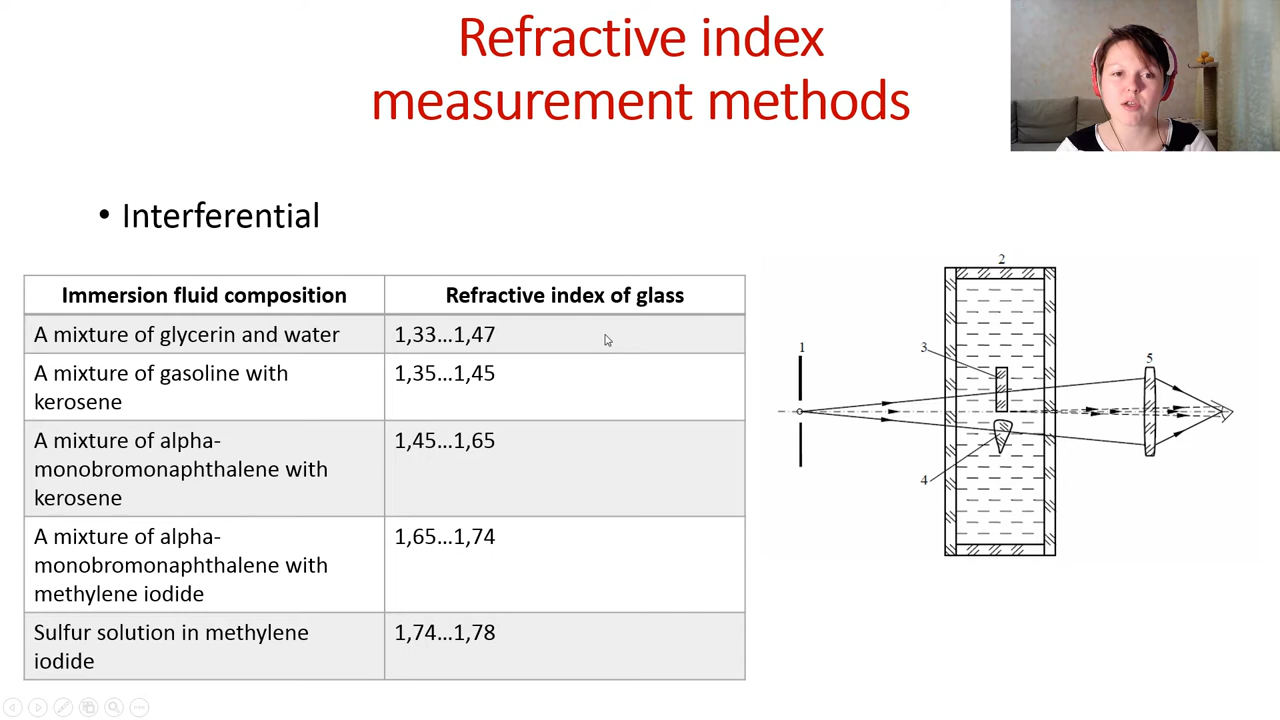 Refractive index
measurement methods
• Interferential
Immersion fluid composition
Refractive index of glass
A mixture of glycerin and water
1,33...1,47
A mixture of gasoline with
kerosene
1,35...1,45
A mixture of alpha-
monobromonaphthalene with
kerosene
1,45...1,65
A mixture of alpha-
monobromonaphthalene with
methylene iodide
1,65...1,74
Sulfur solution in methylene
iodide
1,74...1,78
2
1
3
5
4